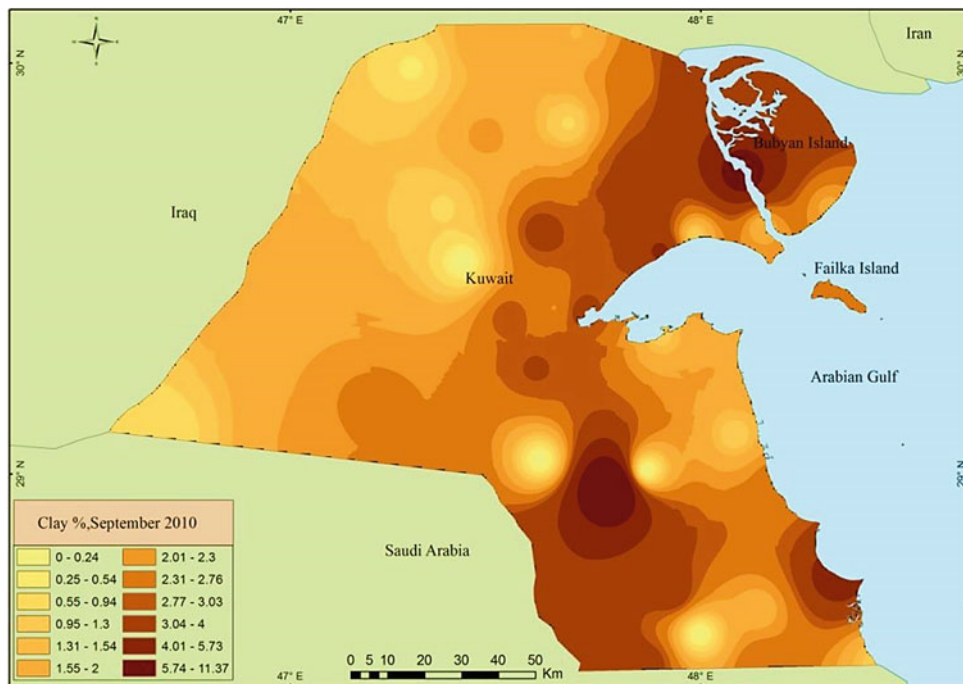 47° E
48° E
Iran
30° N
30° N
Bubyan Island
Iraq
Failka Island
Kuwait
Arabian Gulf
29° N
29° N
Clay %,September 2010
0 - 0.24
2.01 - 2.3
0.25 - 0.54
2.31 - 2.76
0.55 - 0.94
2.77 - 3.03
0.95 - 1.3
3.04 - 4
1.31 - 1.54
4.01 - 5.73
1.55 - 2
5.74 - 11.37
Saudi Arabia
0 5 10 20 30 40 50
Km
47° E
48° E